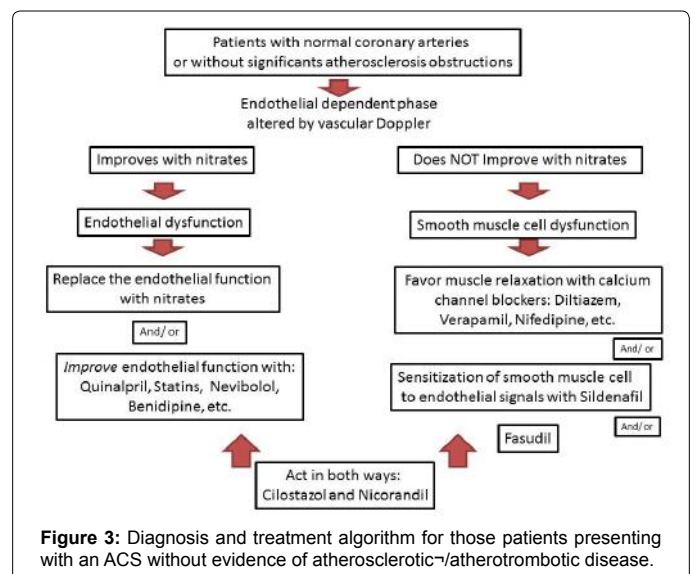 Patients with normal coronary arteries
or without significants atherosclerosis obstructions
Endothelial dependent phase
altered by vascular Doppler
Improves with nitrates
Endothelial dysfunction
Replace the endothelial function
with nitrates
And/ or
Improve endothelial function with:
Quinalpril, Statins, Nevibolol,
Benidipine, etc.
Does NOT Improve with nitrates
Smooth muscle cell dysfunction
Favor muscle relaxation with calcium
channel blockers: Diltiazem,
Verapamil, Nifedipine, etc.
And/ or
Sensitization of smooth muscle cell
to endothelial signals with Sildenafil
And/or
Fasudil
Act in both ways:
Cilostazol and Nicorandil
Figure 3: Diagnosis and treatment algorithm for those patients presenting
with an ACS without evidence of atherosclerotic¬/atherotrombotic disease.